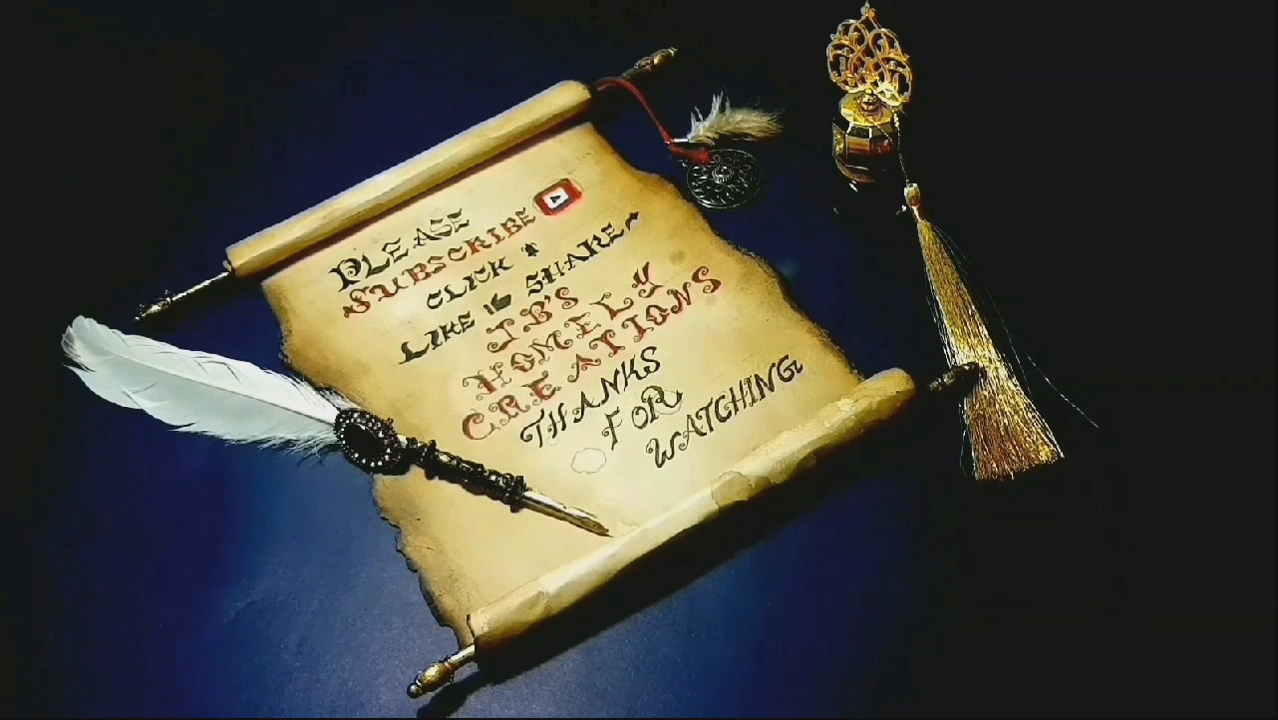 PLEASE
SUBSCRIBE
CLICK &
LIKE SHARE
JB'S
HOMELY
CREATIONS
THANKS
FOR
WATCHING